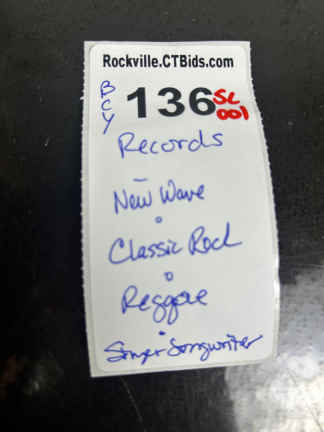 Rockville.CTBids.com
BCY 136 SC 001
Records
New Wave
Classic Rock
Reggae
Singer Songwriter